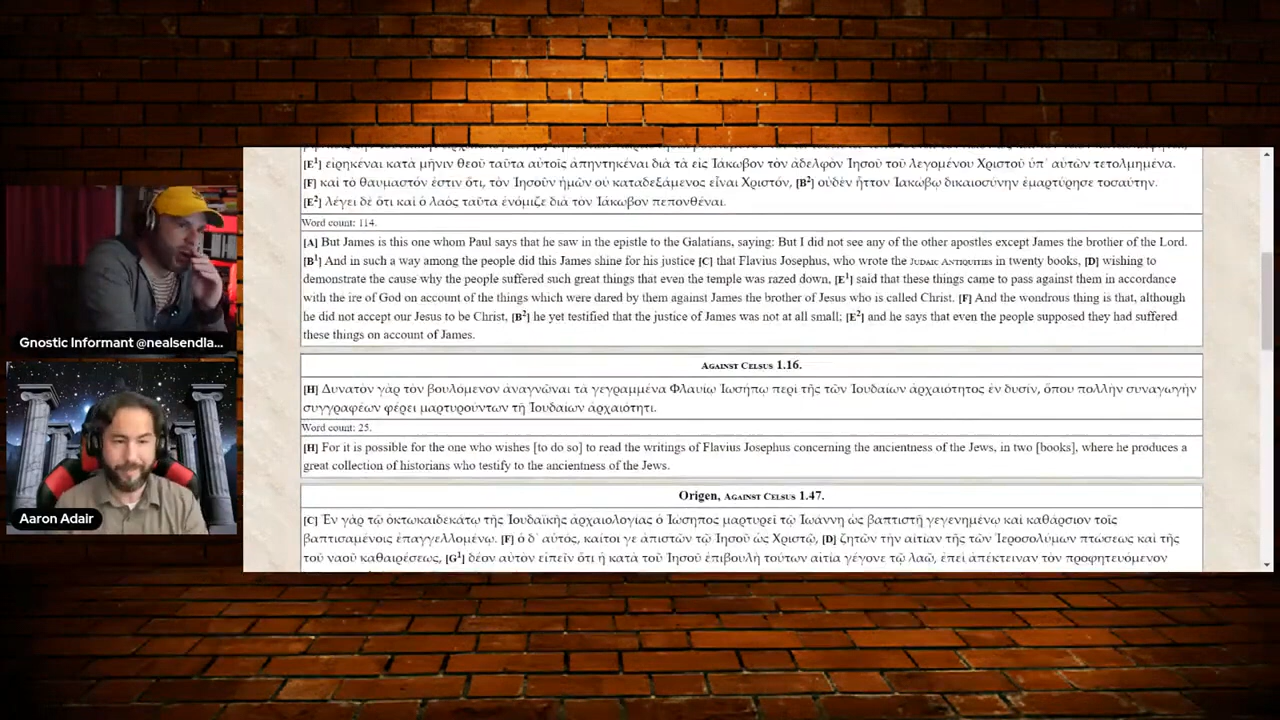 [E¹] εἰρηκέναι κατὰ μῆνιν θεοῦ ταῦτα αὐτοῖς ἀπηντηκέναι διὰ τὰ εἰς Ἰάκωβον τὸν ἀδελφὸν Ἰησοῦ τοῦ λεγομένου Χριστοῦ ὑπ᾽ αὐτῶν τετολμημένα.
[F] καὶ τὸ θαυμαστόν ἐστιν ὅτι, τὸν Ἰησοῦν ἡμῶν οὐ καταδεξάμενος εἶναι Χριστόν, [B²] οὐδὲν ἧττον Ἰακώβῳ δικαιοσύνην ἐμαρτύρησε τοσαύτην.
[E²] λέγει δὲ ὅτι καὶ ὁ λαὸς ταῦτα ἐνόμιζε διὰ τὸν Ἰάκωβον πεπονθέναι.
Word count: 114.
[A] But James is this one whom Paul says that he saw in the epistle to the Galatians, saying: But I did not see any of the other apostles except James the brother of the Lord.
[B¹] And in such a way among the people did this James shine for his justice [C] that Flavius Josephus, who wrote the Judaic Antiquities in twenty books, [D] wishing to
demonstrate the cause why the people suffered such great things that even the temple was razed down, [E¹] said that these things came to pass against them in accordance
with the ire of God on account of the things which were dared by them against James the brother of Jesus who is called Christ. [F] And the wondrous thing is that, although
he did not accept our Jesus to be Christ, [B²] he yet testified that the justice of James was not at all small; [E²] and he says that even the people supposed they had suffered
these things on account of James.
Against Celsus 1.16.
[H] Δυνατὸν γὰρ τὸν βουλόμενον ἀναγνῶναι τὰ γεγραμμένα Φλαυΐῳ Ἰωσήπῳ περὶ τῆς τῶν Ἰουδαίων ἀρχαιότητος ἐν δυσίν, ὅπου πολλὴν συναγωγὴν
συγγραφέων φέρει μαρτυρούντων τῇ Ἰουδαίων ἀρχαιότητι.
Word count: 25.
[H] For it is possible for the one who wishes [to do so] to read the writings of Flavius Josephus concerning the ancientness of the Jews, in two [books], where he produces a
great collection of historians who testify to the ancientness of the Jews.
Origen, Against Celsus 1.47.
[C] Ἐν γὰρ τῷ ὀκτωκαιδεκάτῳ τῆς Ἰουδαϊκῆς ἀρχαιολογίας ὁ Ἰώσηπος μαρτυρεῖ τῷ Ἰωάννῃ ὡς βαπτιστῇ γεγενημένῳ καὶ καθάρσιον τοῖς
βαπτισαμένοις ἐπαγγελλομένῳ. [F] ὁ δ᾽ αὐτός, καίτοι γε ἀπιστῶν τῷ Ἰησοῦ ὡς Χριστῷ, [D] ζητῶν τὴν αἰτίαν τῆς τῶν Ἱεροσολύμων πτώσεως καὶ τῆς
τοῦ ναοῦ καθαιρέσεως, [G¹] δέον αὐτὸν εἰπεῖν ὅτι ἡ κατὰ τοῦ Ἰησοῦ ἐπιβουλὴ τούτων αἰτία γέγονε τῷ λαῷ, ἐπεὶ ἀπέκτειναν τὸν προφητευόμενον
Gnostic Informant @nealsendla...
Aaron Adair